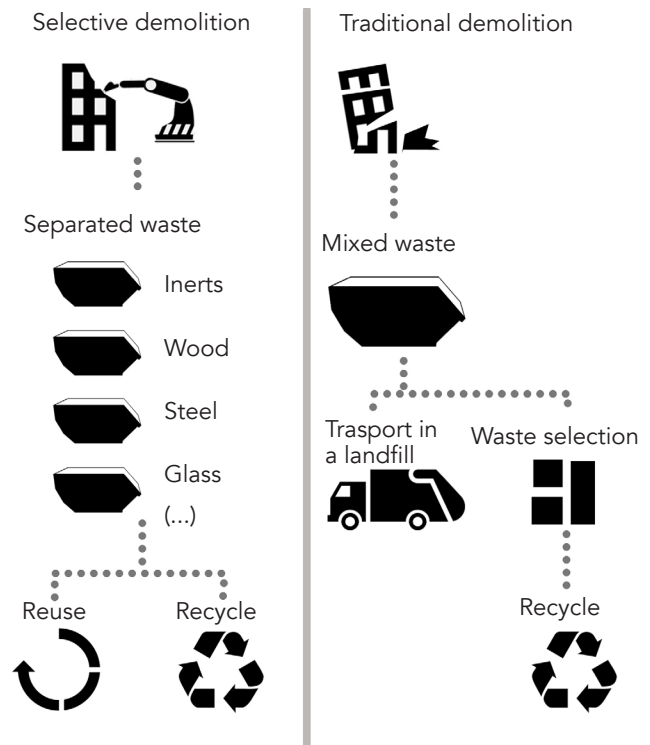 Selective demolition
Separated waste
Inerts
Wood
Steel
Glass
(...)
Reuse
Recycle
Traditional demolition
Mixed waste
Trasport in
a landfill
Waste selection
Recycle